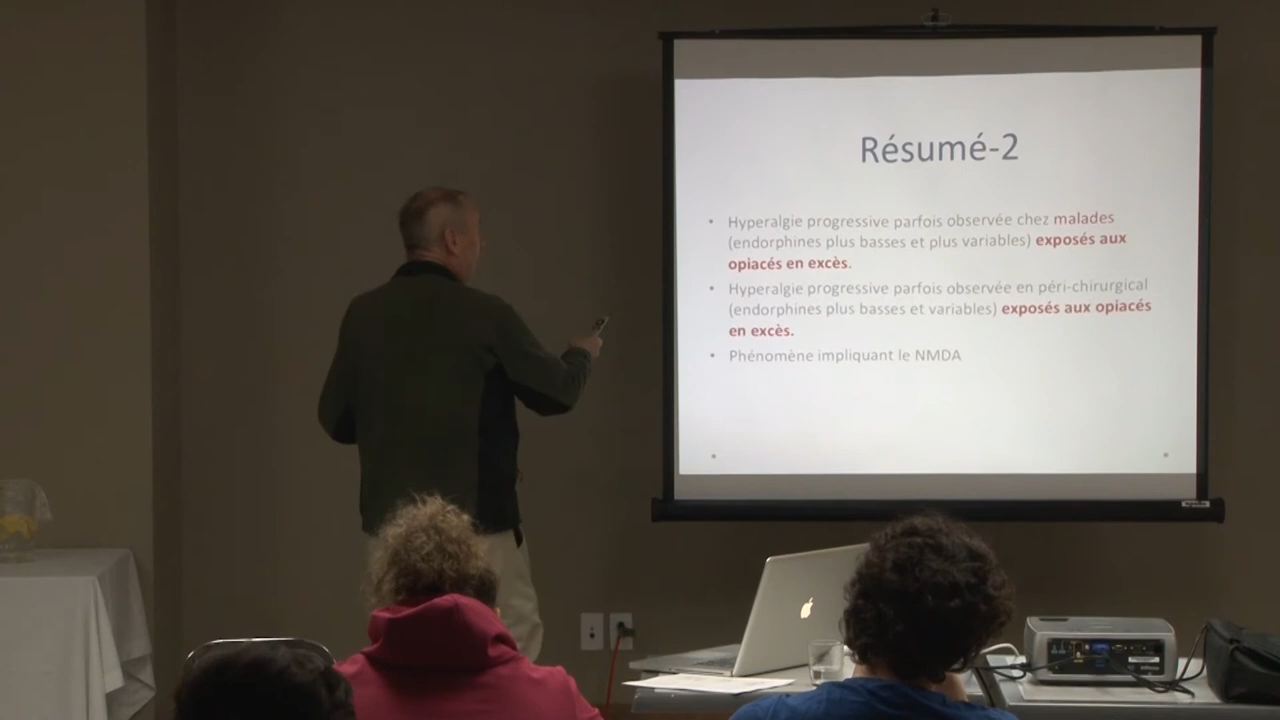 Résumé-2
• Hyperalgie progressive parfois observée chez malades
(endorphines plus basses et plus variables) exposés aux
opiacés en excès.
• Hyperalgie progressive parfois observée en péri-chirurgical
(endorphines plus basses et variables) exposés aux opiacés
en excès.
• Phénomène impliquant le NMDA